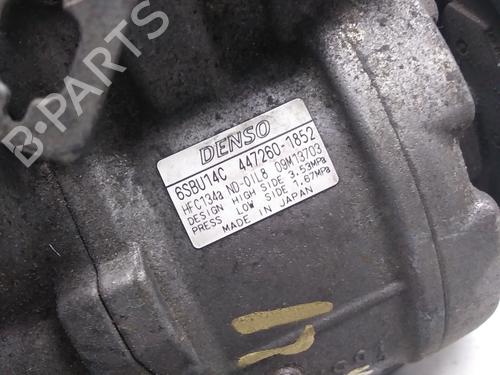 B-PARTS
DENSO
6SBU14C 447260-1852
HFC134a ND-OIL8 09M13703
DESIGN HIGH SIDE 3.53MPa
PRESS LOW SIDE 1.67MPa
MADE IN JAPAN